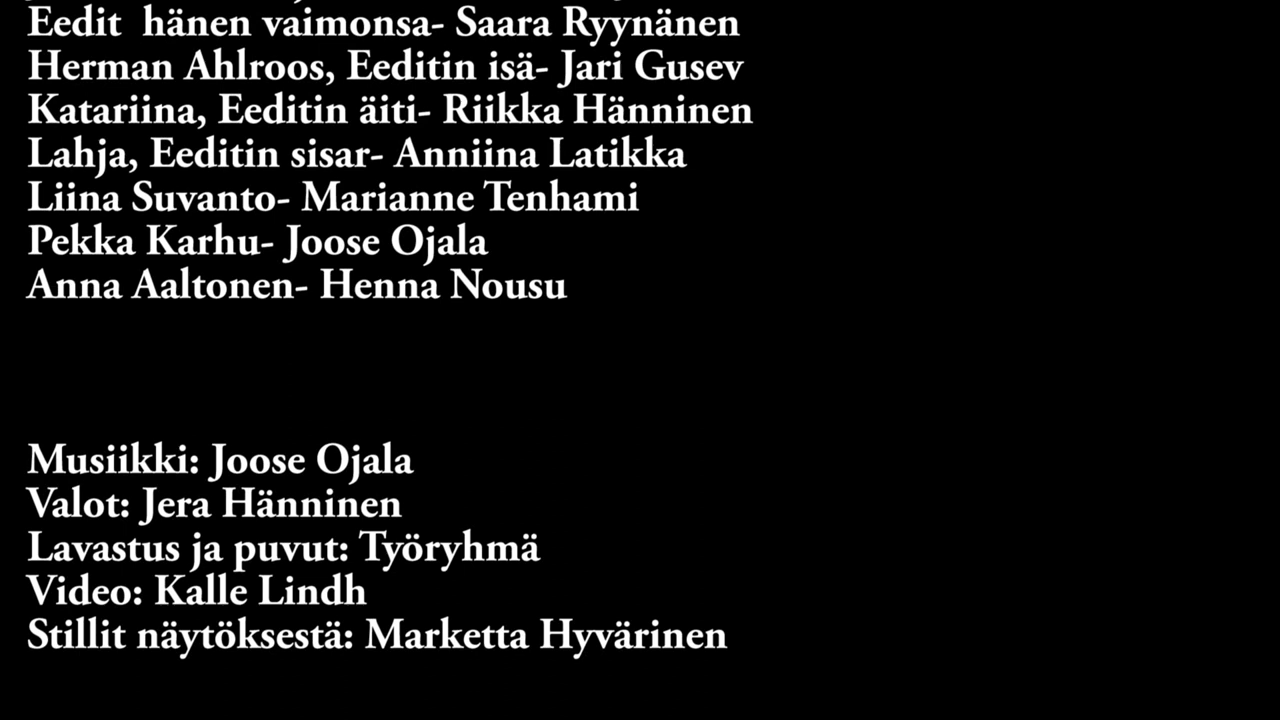 Eedit  hänen vaimonsa- Saara Ryynänen
Herman Ahlroos, Eeditin isä- Jari Gusev
Katariina, Eeditin äiti- Riikka Hänninen
Lahja, Eeditin sisar- Anniina Latikka
Liina Suvanto- Marianne Tenhami
Pekka Karhu- Joose Ojala
Anna Aaltonen- Henna Nousu
Musiikki: Joose Ojala
Valot: Jera Hänninen
Lavastus ja puvut: Työryhmä
Video: Kalle Lindh
Stillit näytöksestä: Marketta Hyvärinen